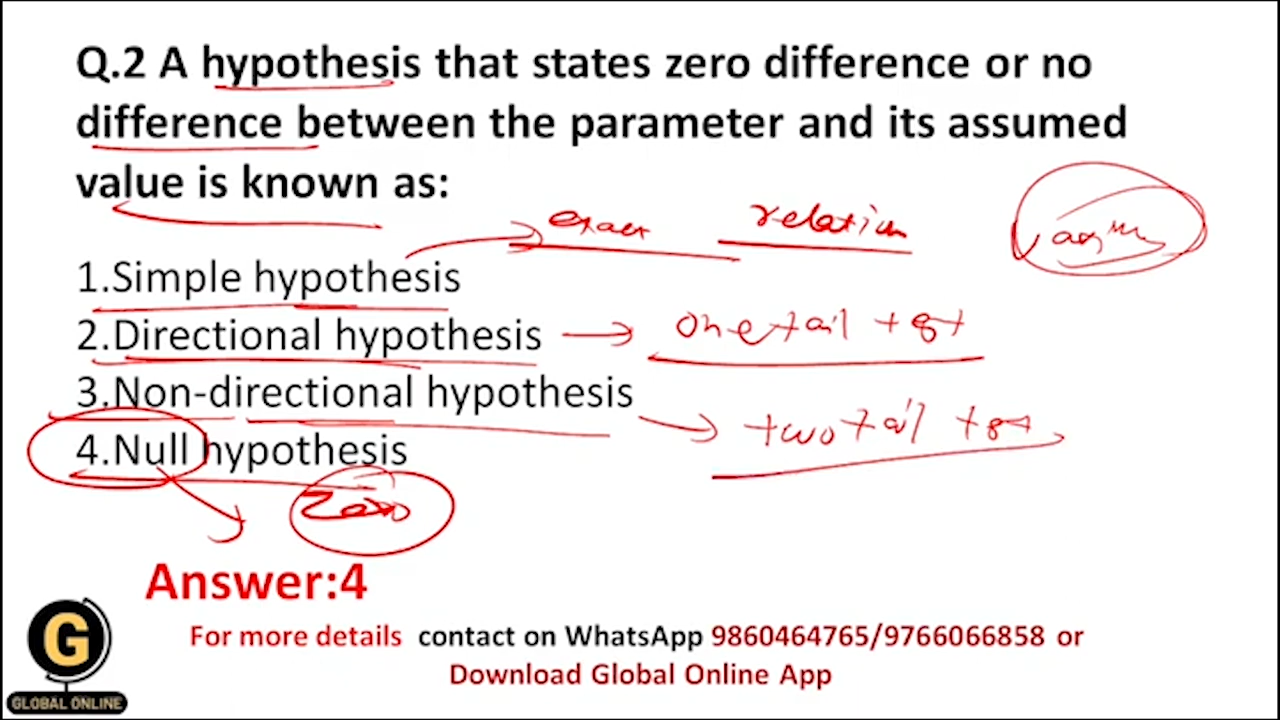 Q.2 A hypothesis that states zero difference or no
difference between the parameter and its assumed
value is known as:
exact relation
1.Simple hypothesis
2.Directional hypothesis
one tail tst
3.Non-directional hypothesis
two tail tst
4.Null hypothesis
Zero
Answer:4
For more details contact on WhatsApp 9860464765/9766066858 or
Download Global Online App
G
GLOBAL ONLINE